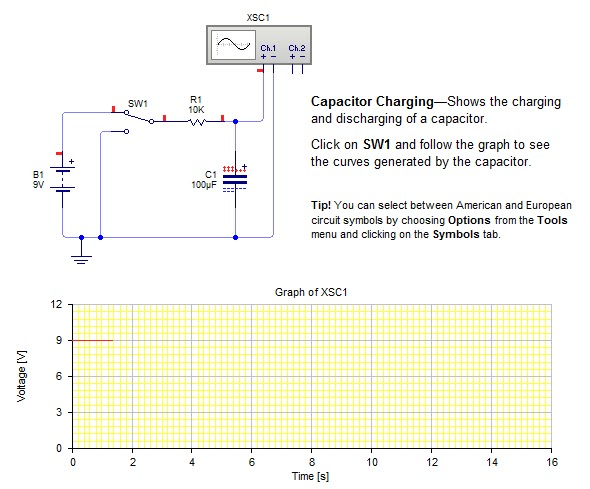 XSC1
Ch.1 Ch.2
+ − + −
SW1
R1
10K
Capacitor Charging—Shows the charging
and discharging of a capacitor.
Click on SW1 and follow the graph to see
the curves generated by the capacitor.
B1
9V
+
C1
100µF
+
Tip! You can select between American and European
circuit symbols by choosing Options from the Tools
menu and clicking on the Symbols tab.
Graph of XSC1
12
9
6
3
0
Voltage [V]
0 2 4 6 8 10 12 14 16
Time [s]